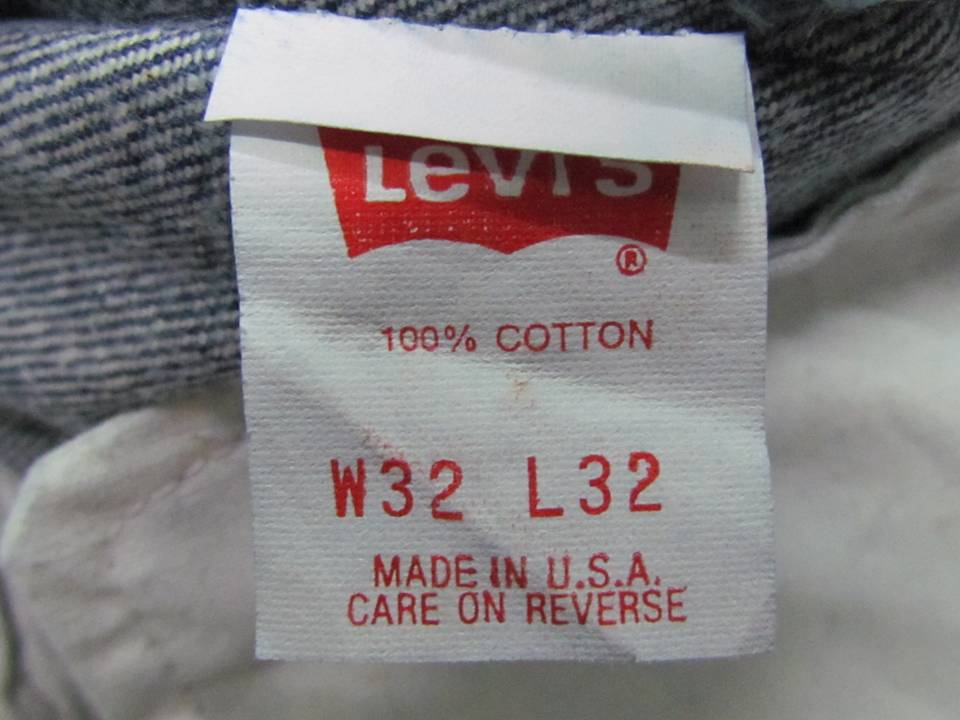 Levi's
®
100% COTTON
W32 L32
MADE IN U.S.A.
CARE ON REVERSE